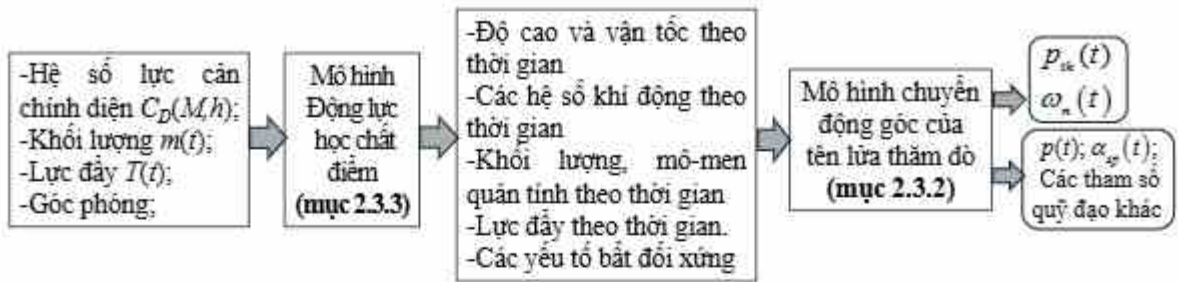 -Hệ số lực cản
chính diện C_D(M,h);
-Khối lượng m(t);
-Lực đẩy T(t);
-Góc phóng;
Mô hình
Động lực
học chất
điểm
(mục 2.3.3)
-Độ cao và vận tốc theo
thời gian
-Các hệ số khí động theo
thời gian
-Khối lượng, mô-men
quán tính theo thời gian
-Lực đẩy theo thời gian.
-Các yếu tố bất đối xứng
Mô hình chuyển
động góc của
tên lửa thăm dò
(mục 2.3.2)
(t)
ω_n(t)
p(t); (t);
Các tham số
quỹ đạo khác